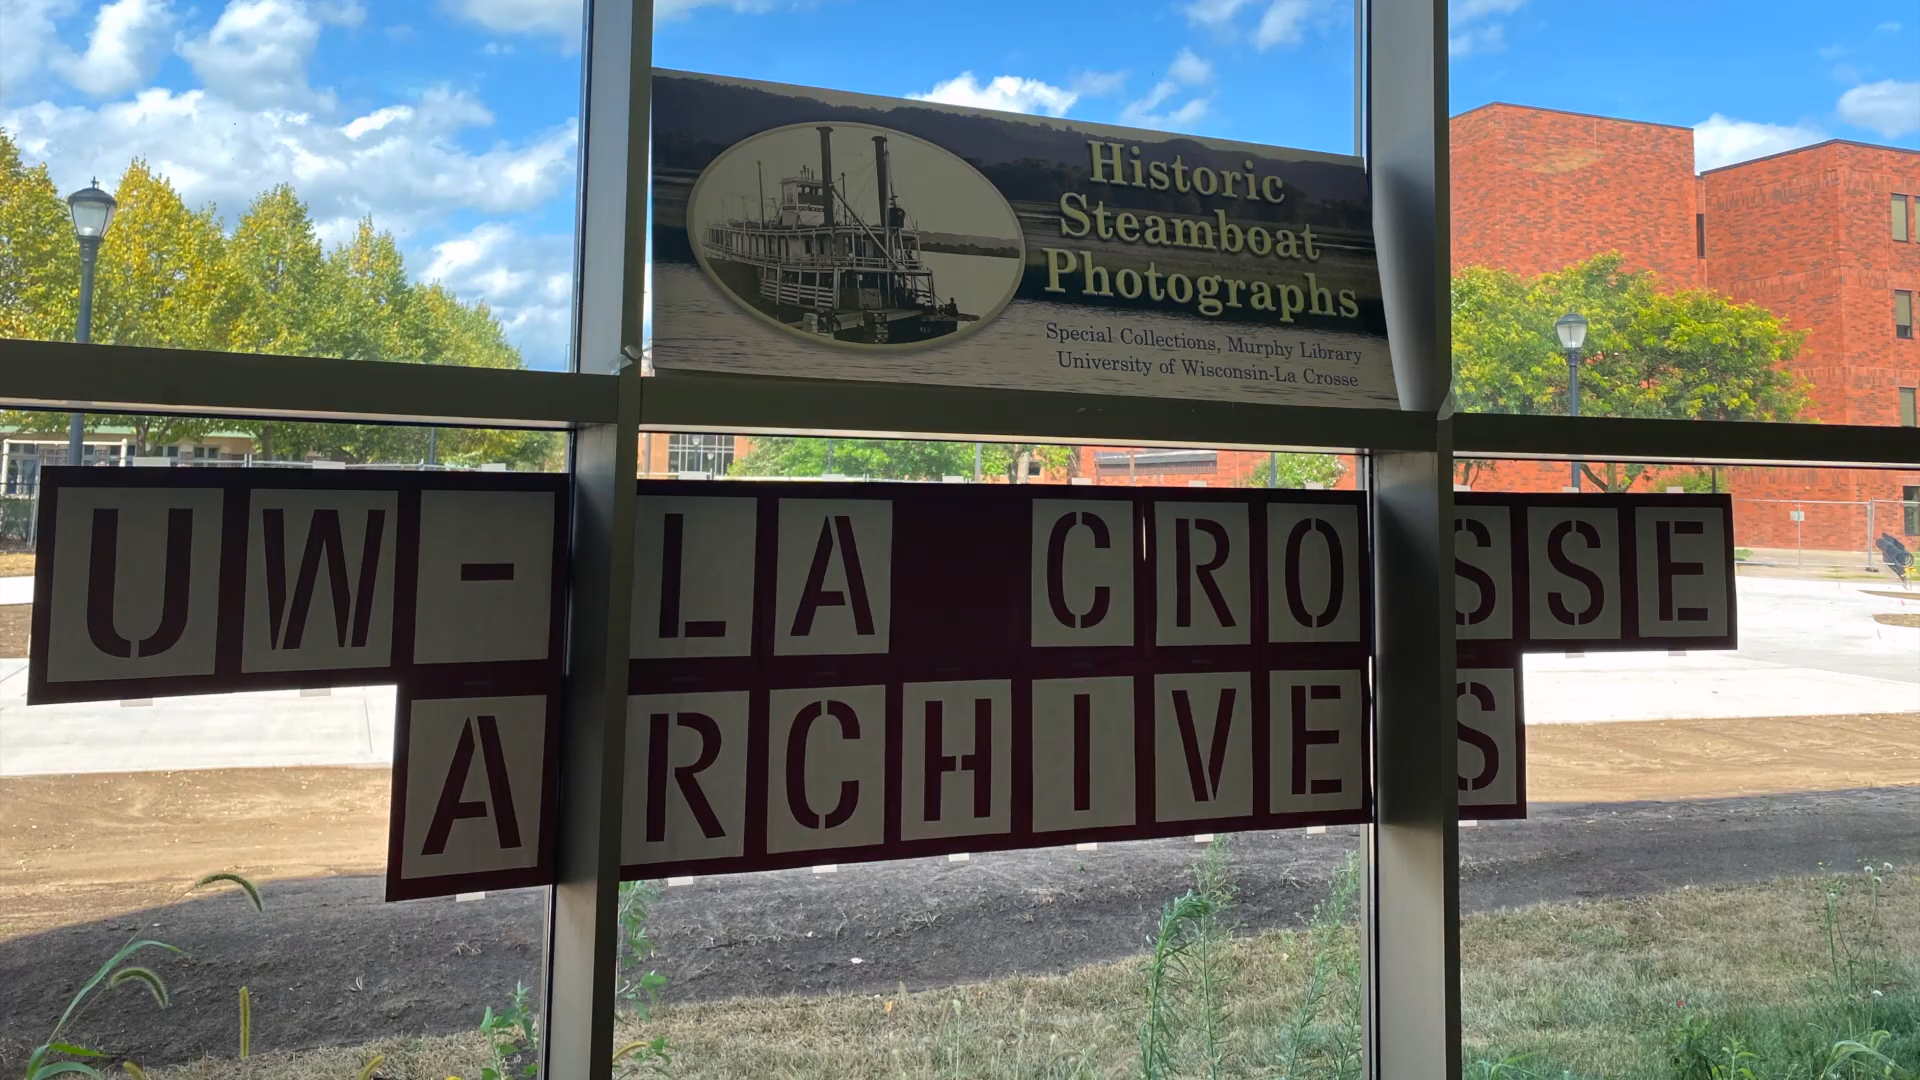 Historic
Steamboat
Photographs
Special Collections, Murphy Library
University of Wisconsin-La Crosse
UW-LA CROSSE
ARCHIVES